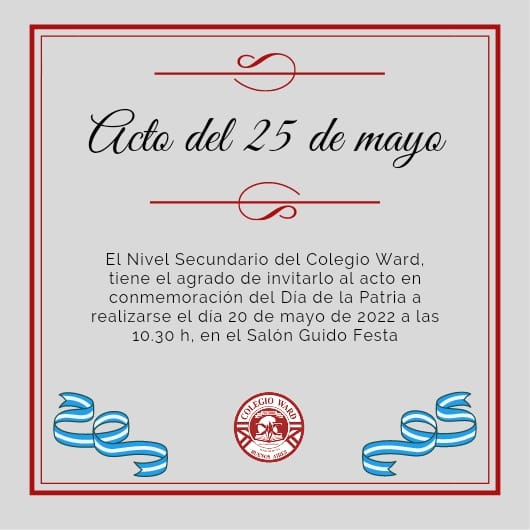 Acto del 25 de mayo
El Nivel Secundario del Colegio Ward,
tiene el agrado de invitarlo al acto en
conmemoración del Día de la Patria a
realizarse el día 20 de mayo de 2022 a las
10.30 h, en el Salón Guido Festa
COLEGIO WARD
BUENOS AIRES